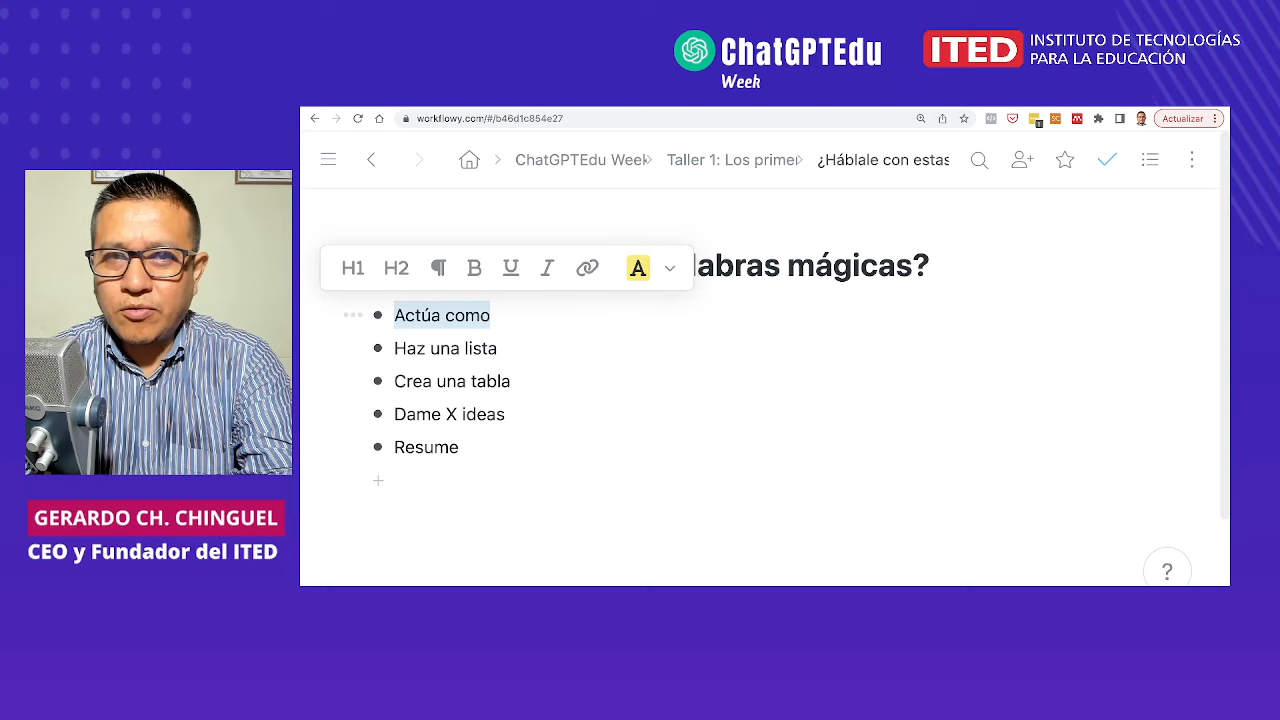 ChatGPTEdu
Week
ITED INSTITUTO DE TECNOLOGÍAS
PARA LA EDUCACIÓN
workflowy.com/#/b46d1c854e27
Actualizar
ChatGPTEdu Week
Taller 1: Los primer
¿Háblale con estas
H1 H2 ¶ B U I A
labras mágicas?
Actúa como
Haz una lista
Crea una tabla
Dame X ideas
Resume
?
GERARDO CH. CHINGUEL
CEO y Fundador del ITED